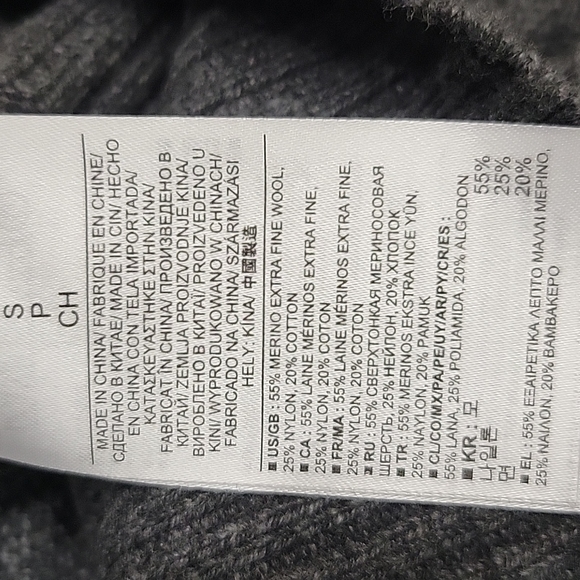 S
P
CH
MADE IN CHINA/ FABRIQUE EN CHINE/
СДЕЛАНО В КИТАЕ/ MADE IN CIN/ HECHO
EN CHINA CON TELA IMPORTADA/
ΚΑΤΑΣΚΕΥΑΣΤΗΚΕ ΣΤΗΝ ΚΙΝΑ/
FABRICAT ÎN CHINA/ ПРОИЗВЕДЕНО В
КИТАЙ/ ZEMLJA PROIZVODNJE KINA/
ВИРОБЛЕНО В КИТАЇ/ PROIZVEDENO U
KINI/ WYPRODUKOWANO W CHINACH/
FABRICADO NA CHINA/ SZÁRMAZÁSI
HELY: KÍNA/ 中國製造
■ US/GB : 55% MERINO EXTRA FINE WOOL,
25% NYLON, 20% COTTON
■ CA : 55% LAINE MÉRINOS EXTRA FINE,
25% NYLON, 20% COTON
■ FR/MA : 55% LAINE MÉRINOS EXTRA FINE,
25% NYLON, 20% COTON
■ RU : 55% СВЕРХТОНКАЯ МЕРИНОСОВАЯ
ШЕРСТЬ, 25% НЕЙЛОН, 20% ХЛОПОК
■ TR : 55% MERINOS EKSTRA INCE YÜN,
25% NAYLON, 20% PAMUK
■ CL/CO/MX/PA/PE/UY/AR/PY/CR/ES :
55% LANA, 25% POLIAMIDA, 20% ALGODON
■ KR : 모 55%
나일론 25%
면 20%
■ EL : 55% ΕΞΑΙΡΕΤΙΚΑ ΛΕΠΤΟ ΜΑΛΛΙ ΜΕΡΙΝΟ,
25% ΝΑΙΛΟΝ, 20% ΒΑΜΒΑΚΕΡΟ